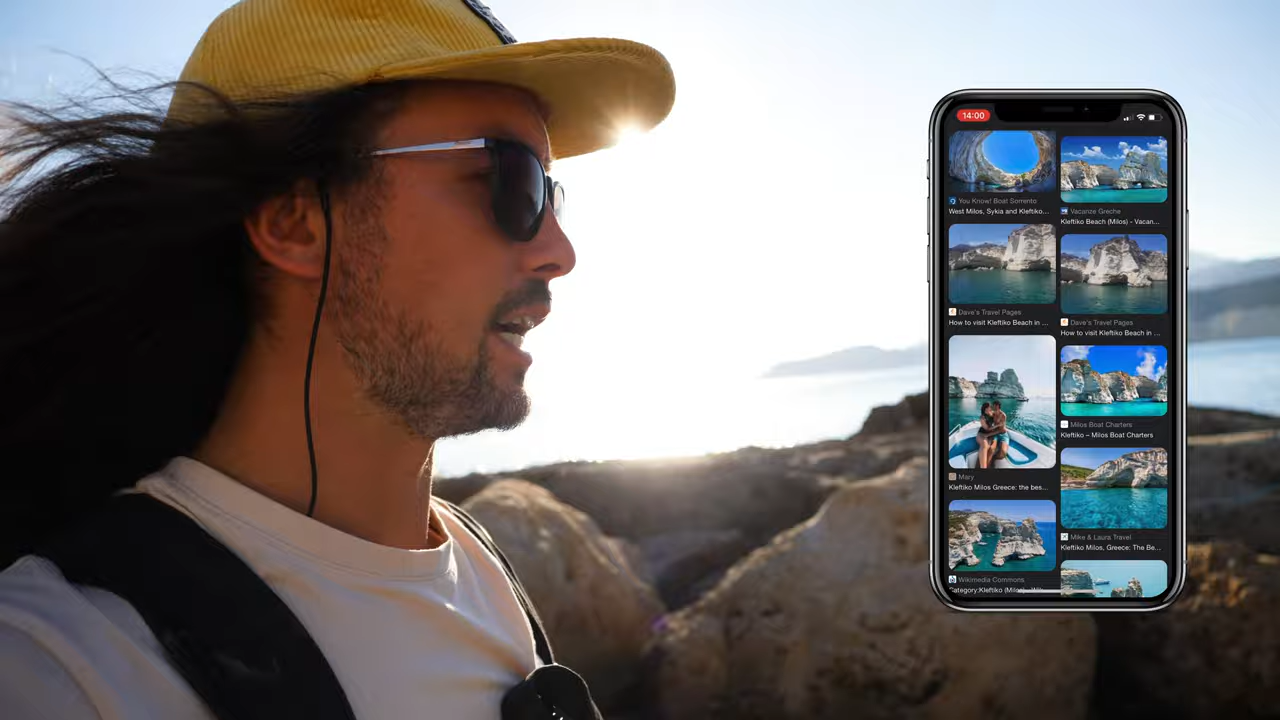 14:00
You Know! Boat Sorrento
West Milos, Sykia and Kleftiko...
Vacanze Greche
Kleftiko Beach (Milos) - Vacan...
Dave's Travel Pages
How to visit Kleftiko Beach in ...
Dave's Travel Pages
How to visit Kleftiko Beach in ...
Milos Boat Charters
Kleftiko – Milos Boat Charters
Mary
Kleftiko Milos Greece: the bes...
Mike & Laura Travel
Kleftiko Milos, Greece: The Be...
Wikimedia Commons
Category:Kleftiko (Milos)